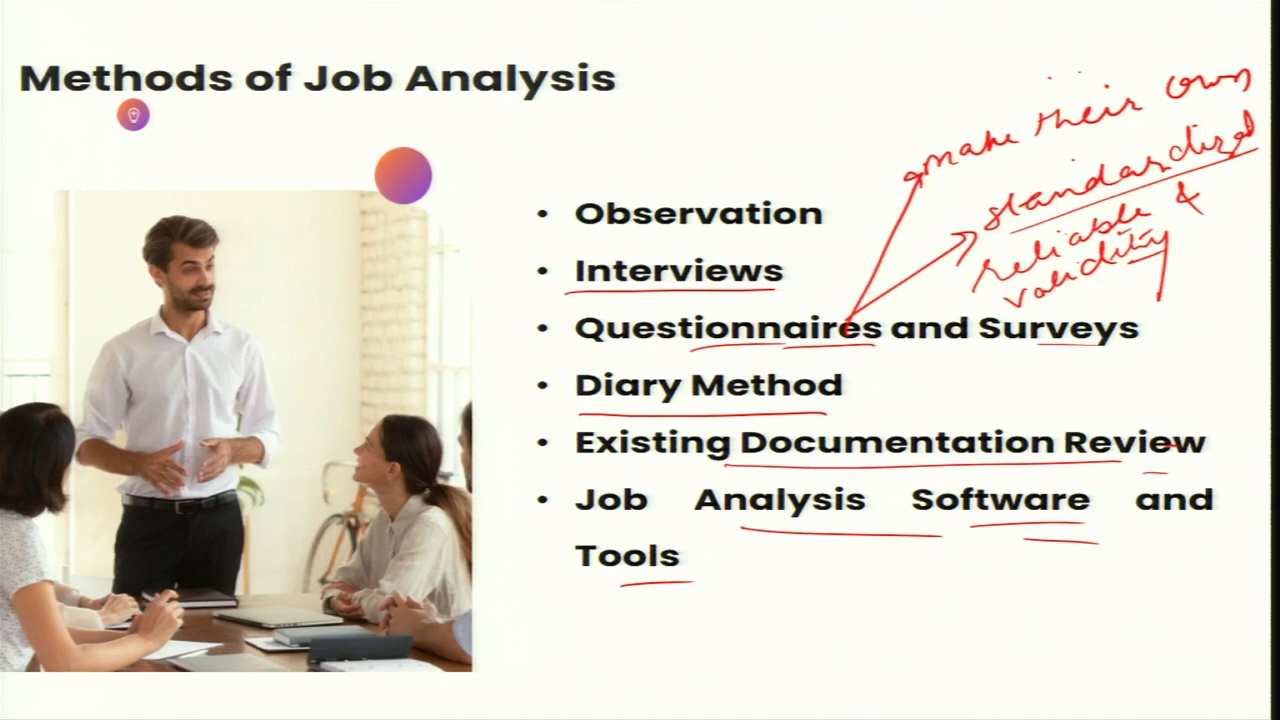 Methods of Job Analysis
make their own
standardized
reliable &
validity
• Observation
• Interviews
• Questionnaires and Surveys
• Diary Method
• Existing Documentation Review
• Job Analysis Software and
Tools